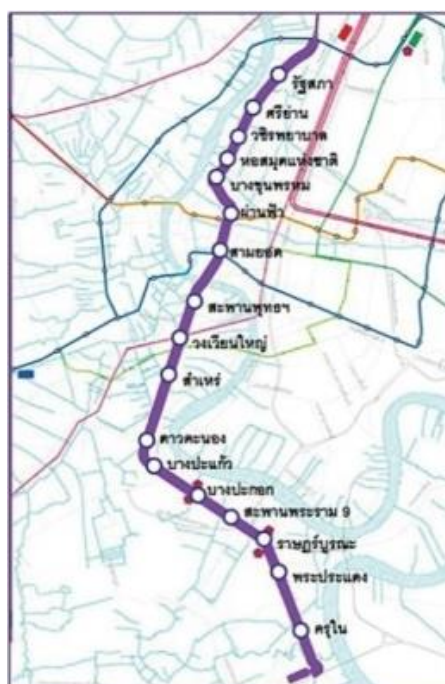 รัฐสภา
ศรีย่าน
วชิรพยาบาล
หอสมุดแห่งชาติ
บางขุนพรหม
ผ่านฟ้า
สามยอด
สะพานพุทธฯ
วงเวียนใหญ่
สำเหร่
ดาวคะนอง
บางปะแก้ว
บางปะกอก
สะพานพระราม 9
ราษฎร์บูรณะ
พระประแดง
ครุใน